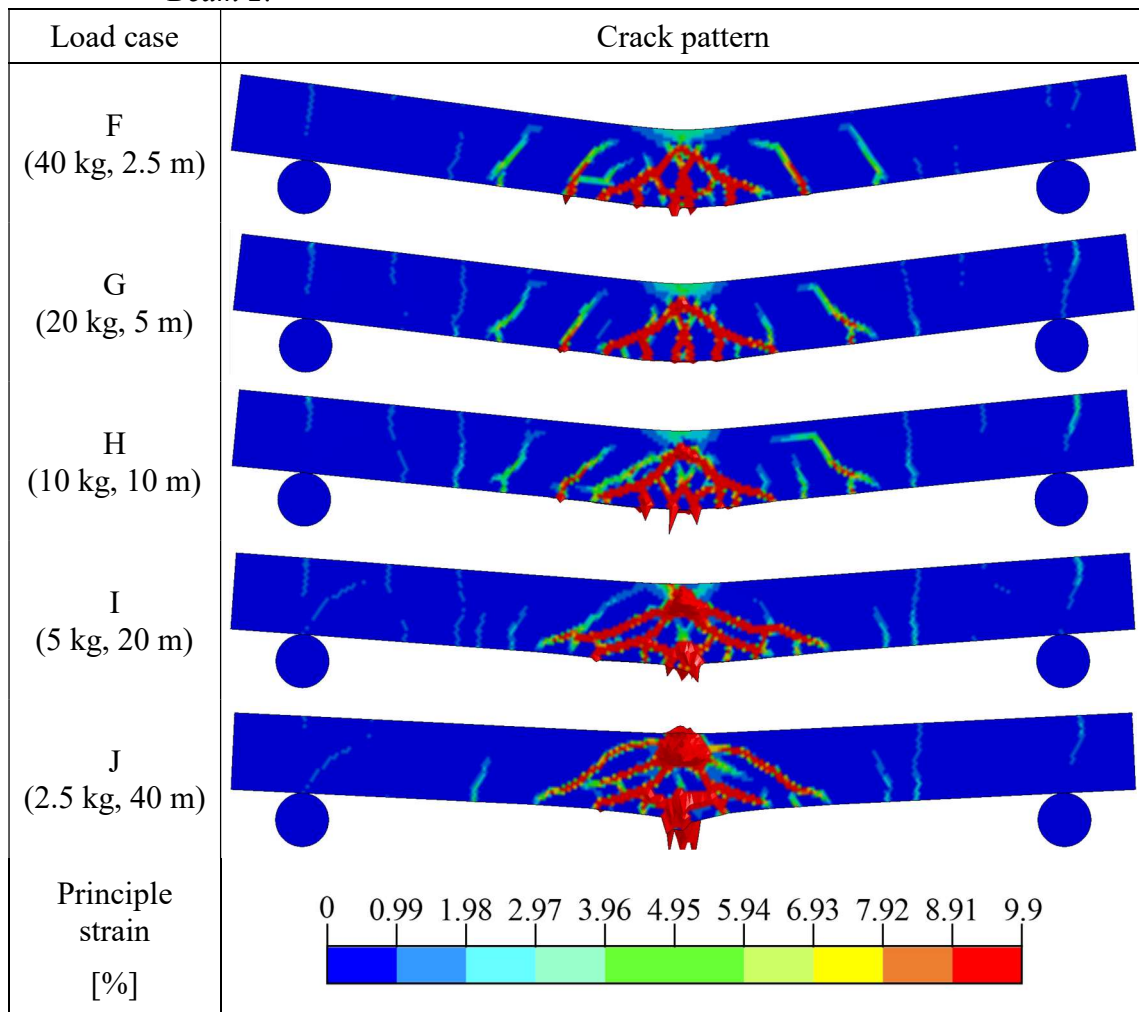 Load case
Crack pattern
F
(40 kg, 2.5 m)
G
(20 kg, 5 m)
H
(10 kg, 10 m)
I
(5 kg, 20 m)
J
(2.5 kg, 40 m)
Principle
strain
[%]
0 0.99 1.98 2.97 3.96 4.95 5.94 6.93 7.92 8.91 9.9